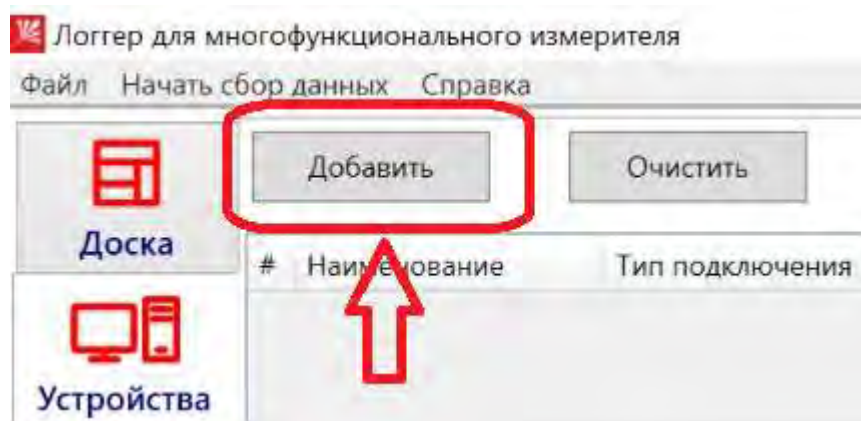 Логгер для многофункционального измерителя
Файл Начать сбор данных Справка
Добавить Очистить
Доска
# Наименование Тип подключения
Устройства